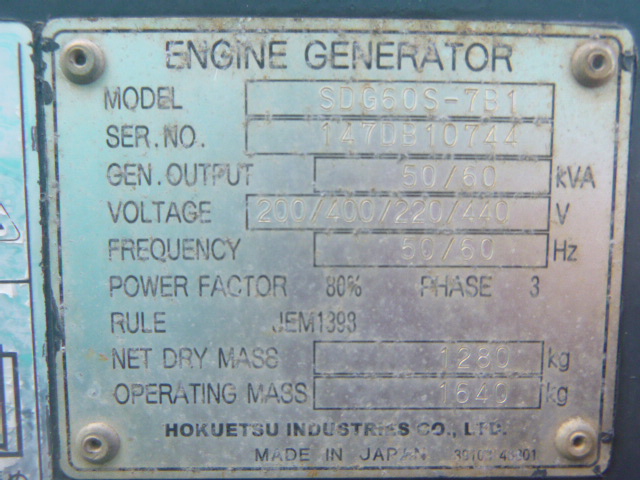 ENGINE GENERATOR
MODEL SDG60S-7B1
SER.NO. 147DB10744
GEN.OUTPUT 50/60 kVA
VOLTAGE 200/400/220/440 V
FREQUENCY 50/60 Hz
POWER FACTOR 80% PHASE 3
RULE JEM1398
NET DRY MASS 1280 kg
OPERATING MASS 1640 kg
HOKUETSU INDUSTRIES CO., LTD.
MADE IN JAPAN